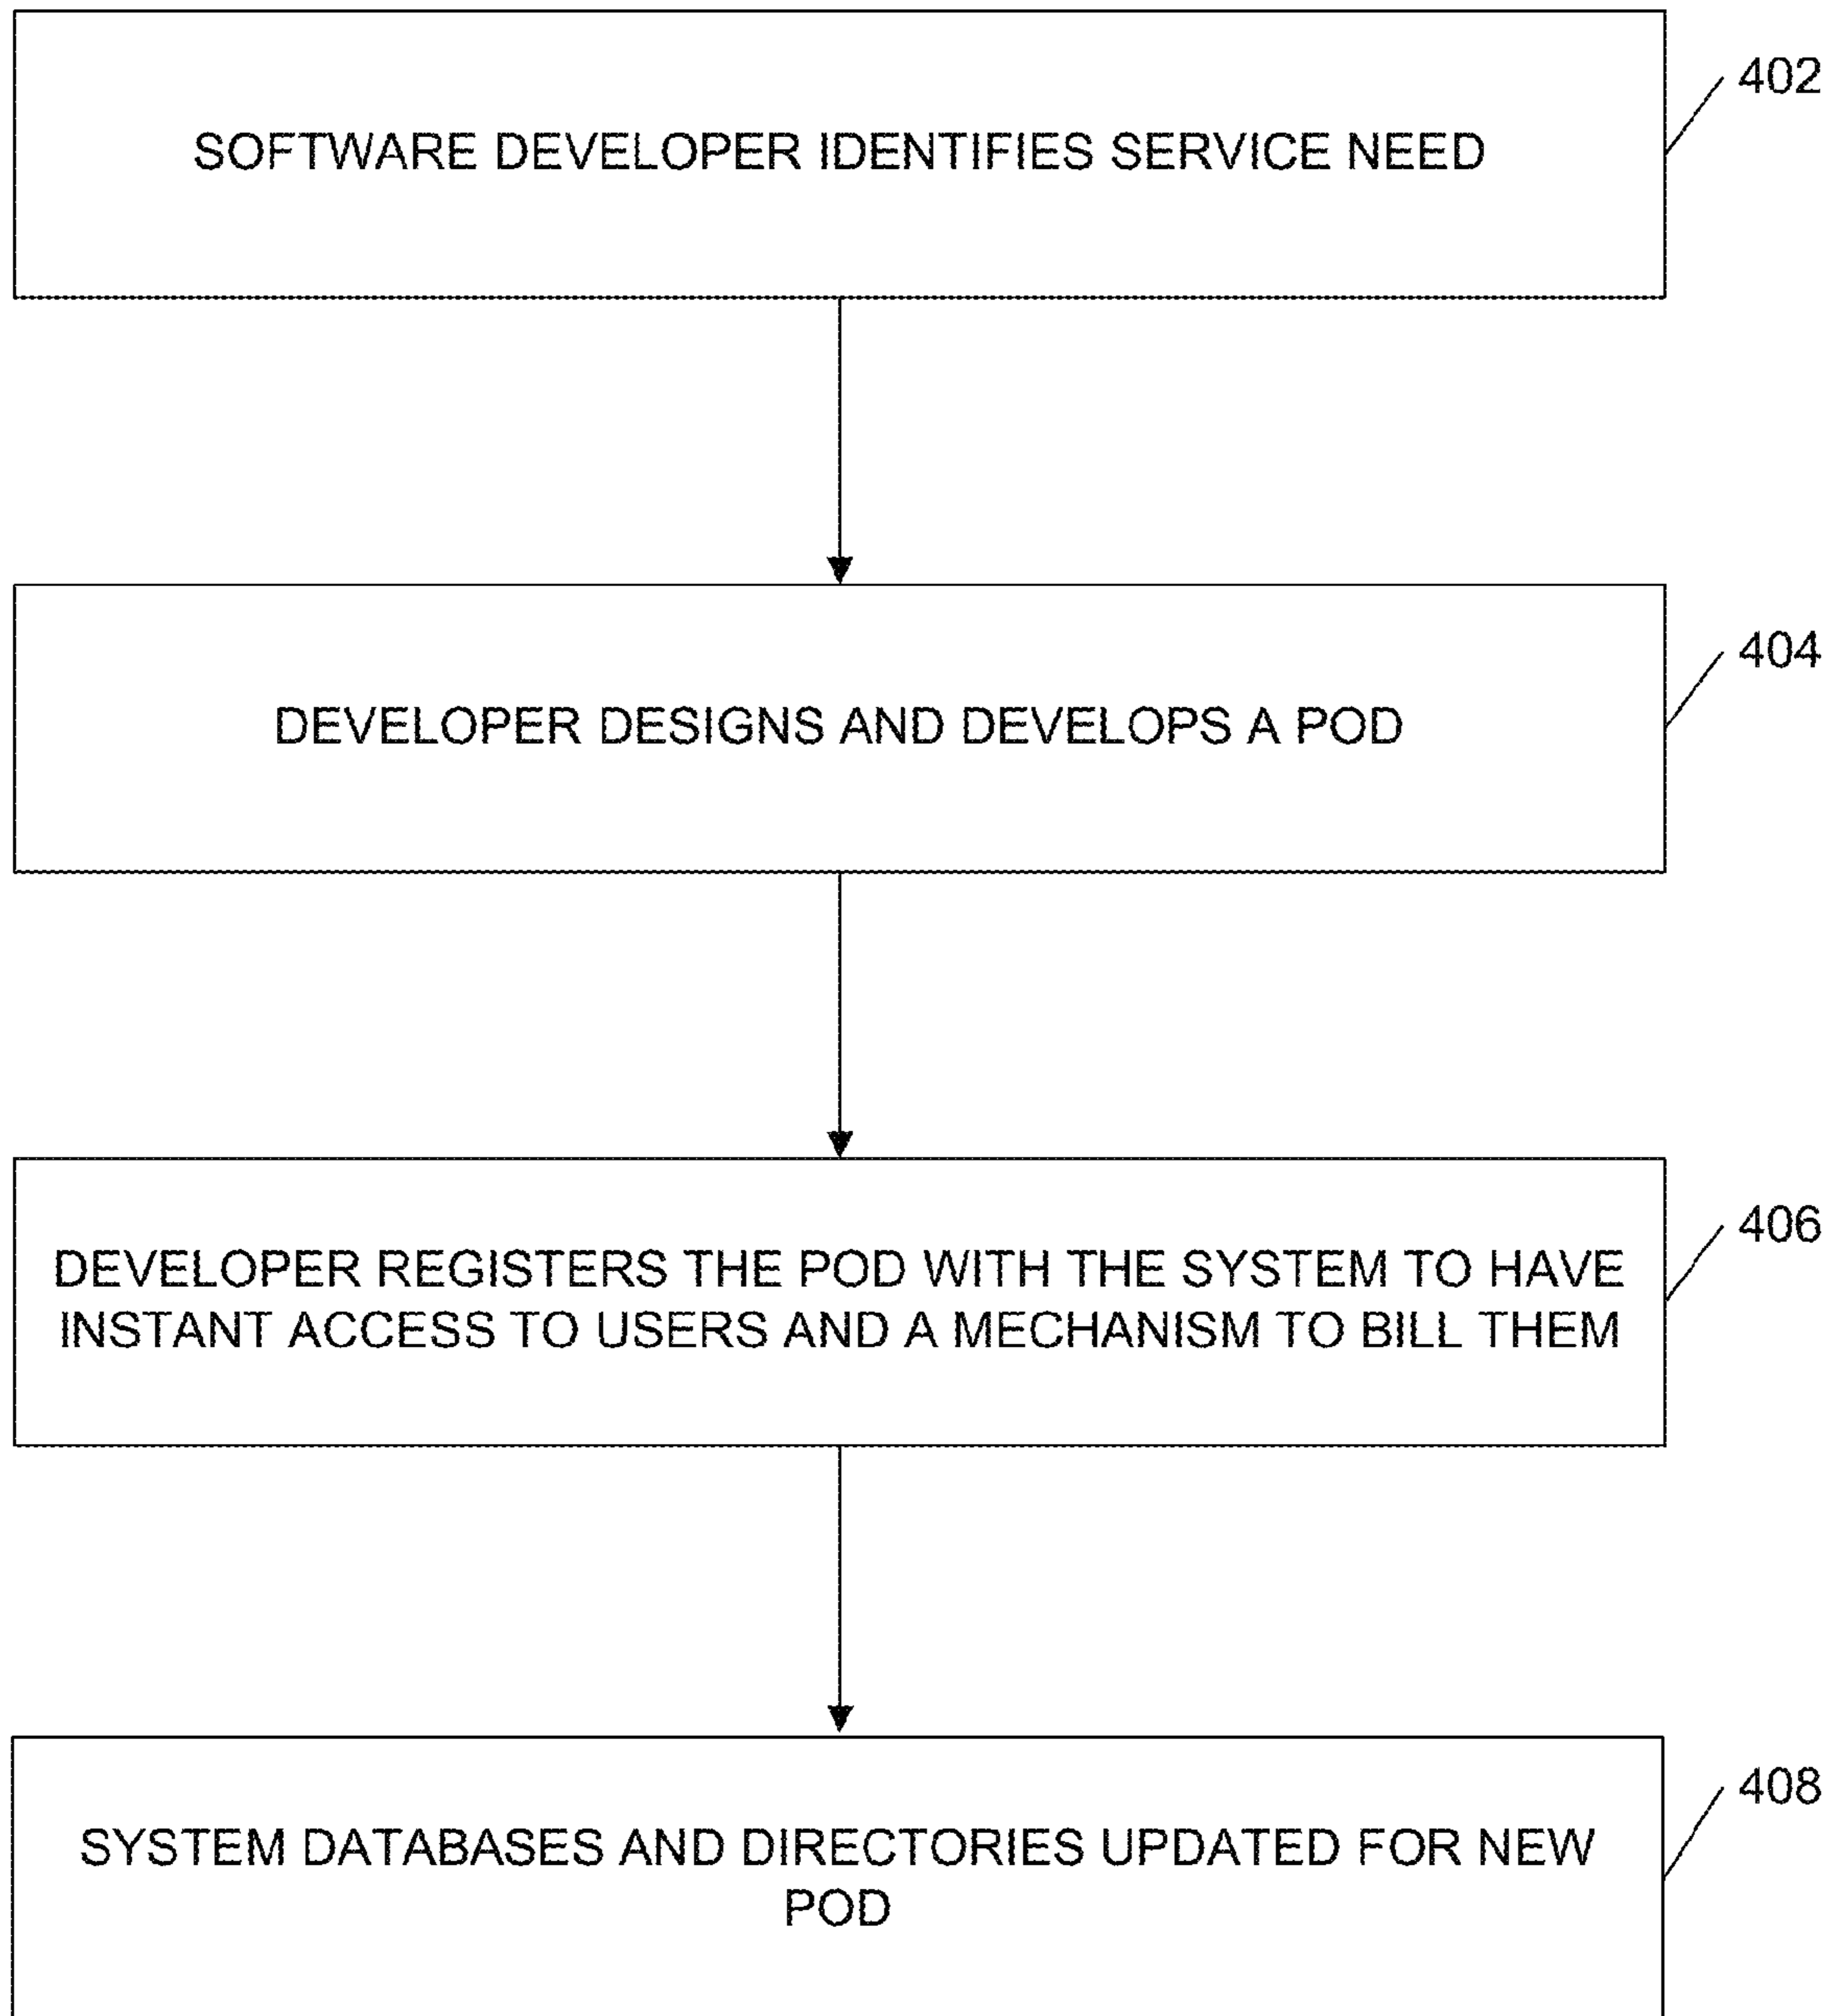 402
SOFTWARE DEVELOPER IDENTIFIES SERVICE NEED
404
DEVELOPER DESIGNS AND DEVELOPS A POD
406
DEVELOPER REGISTERS THE POD WITH THE SYSTEM TO HAVE
INSTANT ACCESS TO USERS AND A MECHANISM TO BILL THEM
408
SYSTEM DATABASES AND DIRECTORIES UPDATED FOR NEW
POD